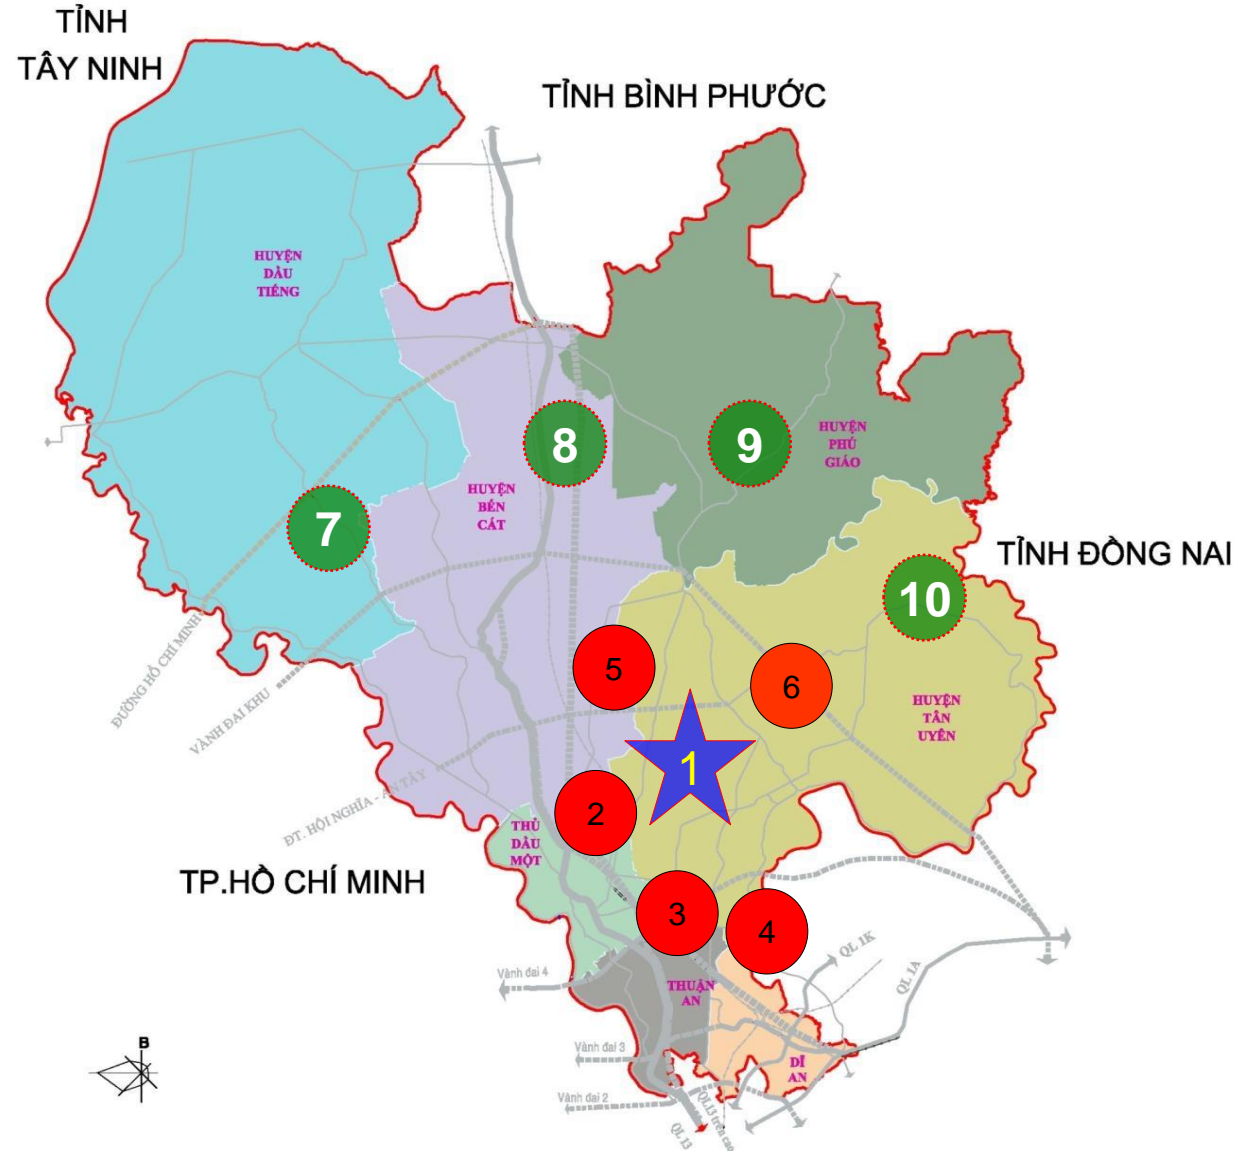 TỈNH
TÂY NINH
TỈNH BÌNH PHƯỚC
HUYỆN
DẦU
TIẾNG
8
9
HUYỆN
PHÚ
GIÁO
HUYỆN
BẾN
CÁT
7
TỈNH ĐỒNG NAI
10
ĐƯỜNG HỒ CHÍ MINH
5
6
VÀNH ĐAI KHU
HUYỆN
TÂN
UYÊN
1
ĐT. HỘI NGHĨA - AN TÂY
2
THỦ
DẦU
MỘT
TP.HỒ CHÍ MINH
3
4
QL 1K
QL 1A
Vành đai 4
THUẬN
AN
B
Vành đai 3
DĨ
AN
Vành đai 2
QL 13
QL13 trên cao